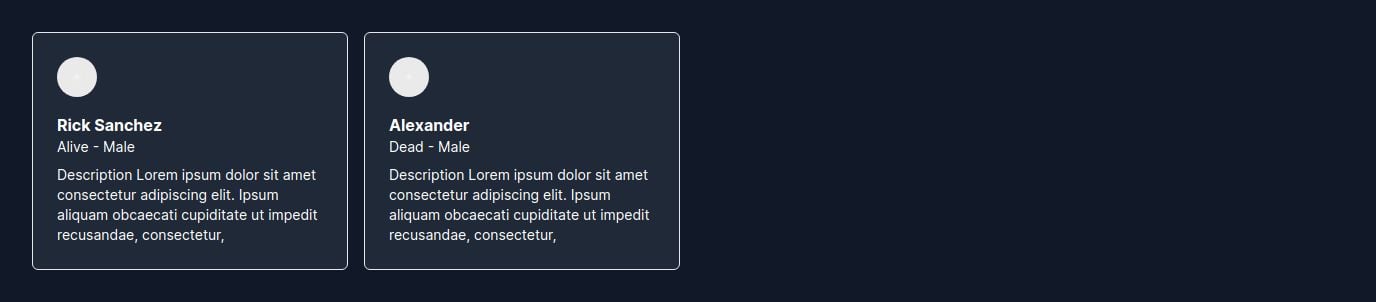 Rick Sanchez
Alive - Male
Description Lorem ipsum dolor sit amet
consectetur adipiscing elit. Ipsum
aliquam obcaecati cupiditate ut impedit
recusandae, consectetur,
Alexander
Dead - Male
Description Lorem ipsum dolor sit amet
consectetur adipiscing elit. Ipsum
aliquam obcaecati cupiditate ut impedit
recusandae, consectetur,